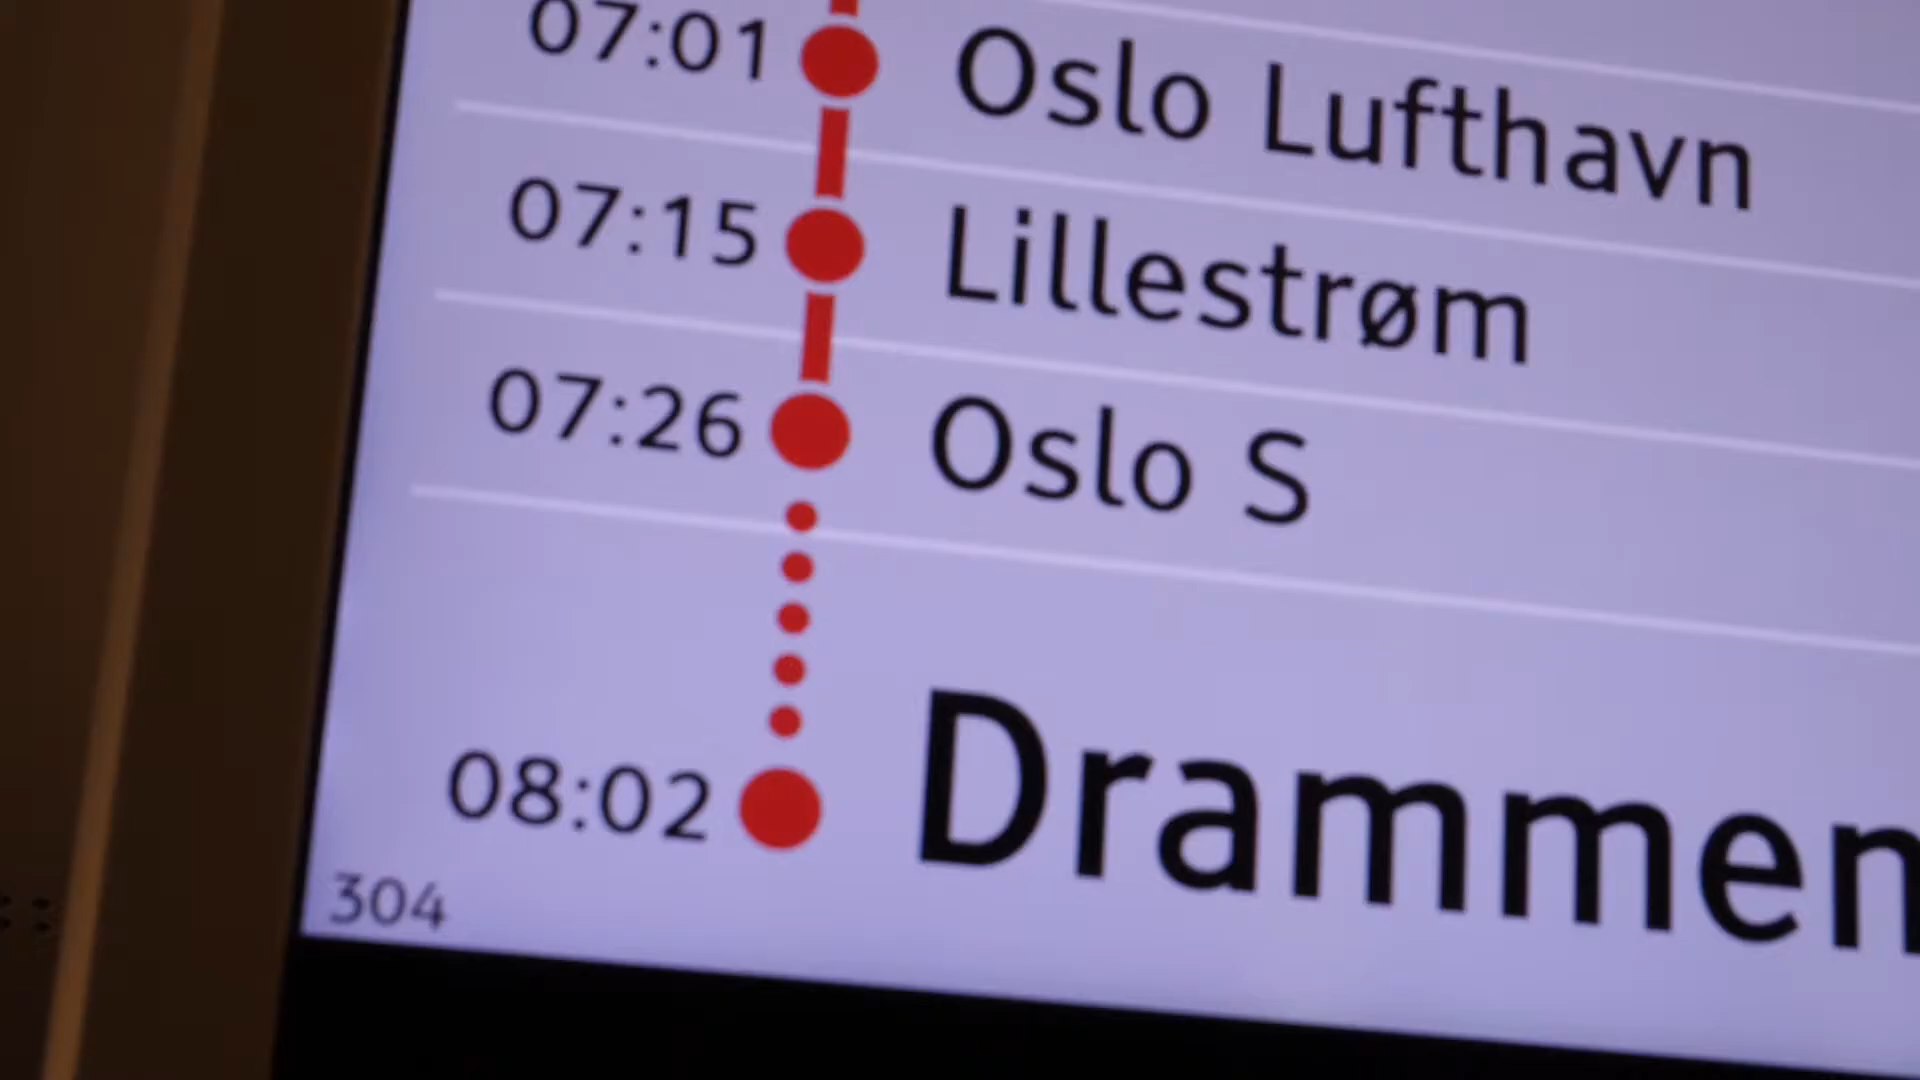 07:01 Oslo Lufthavn
07:15 Lillestrøm
07:26 Oslo S
08:02 Drammen
304